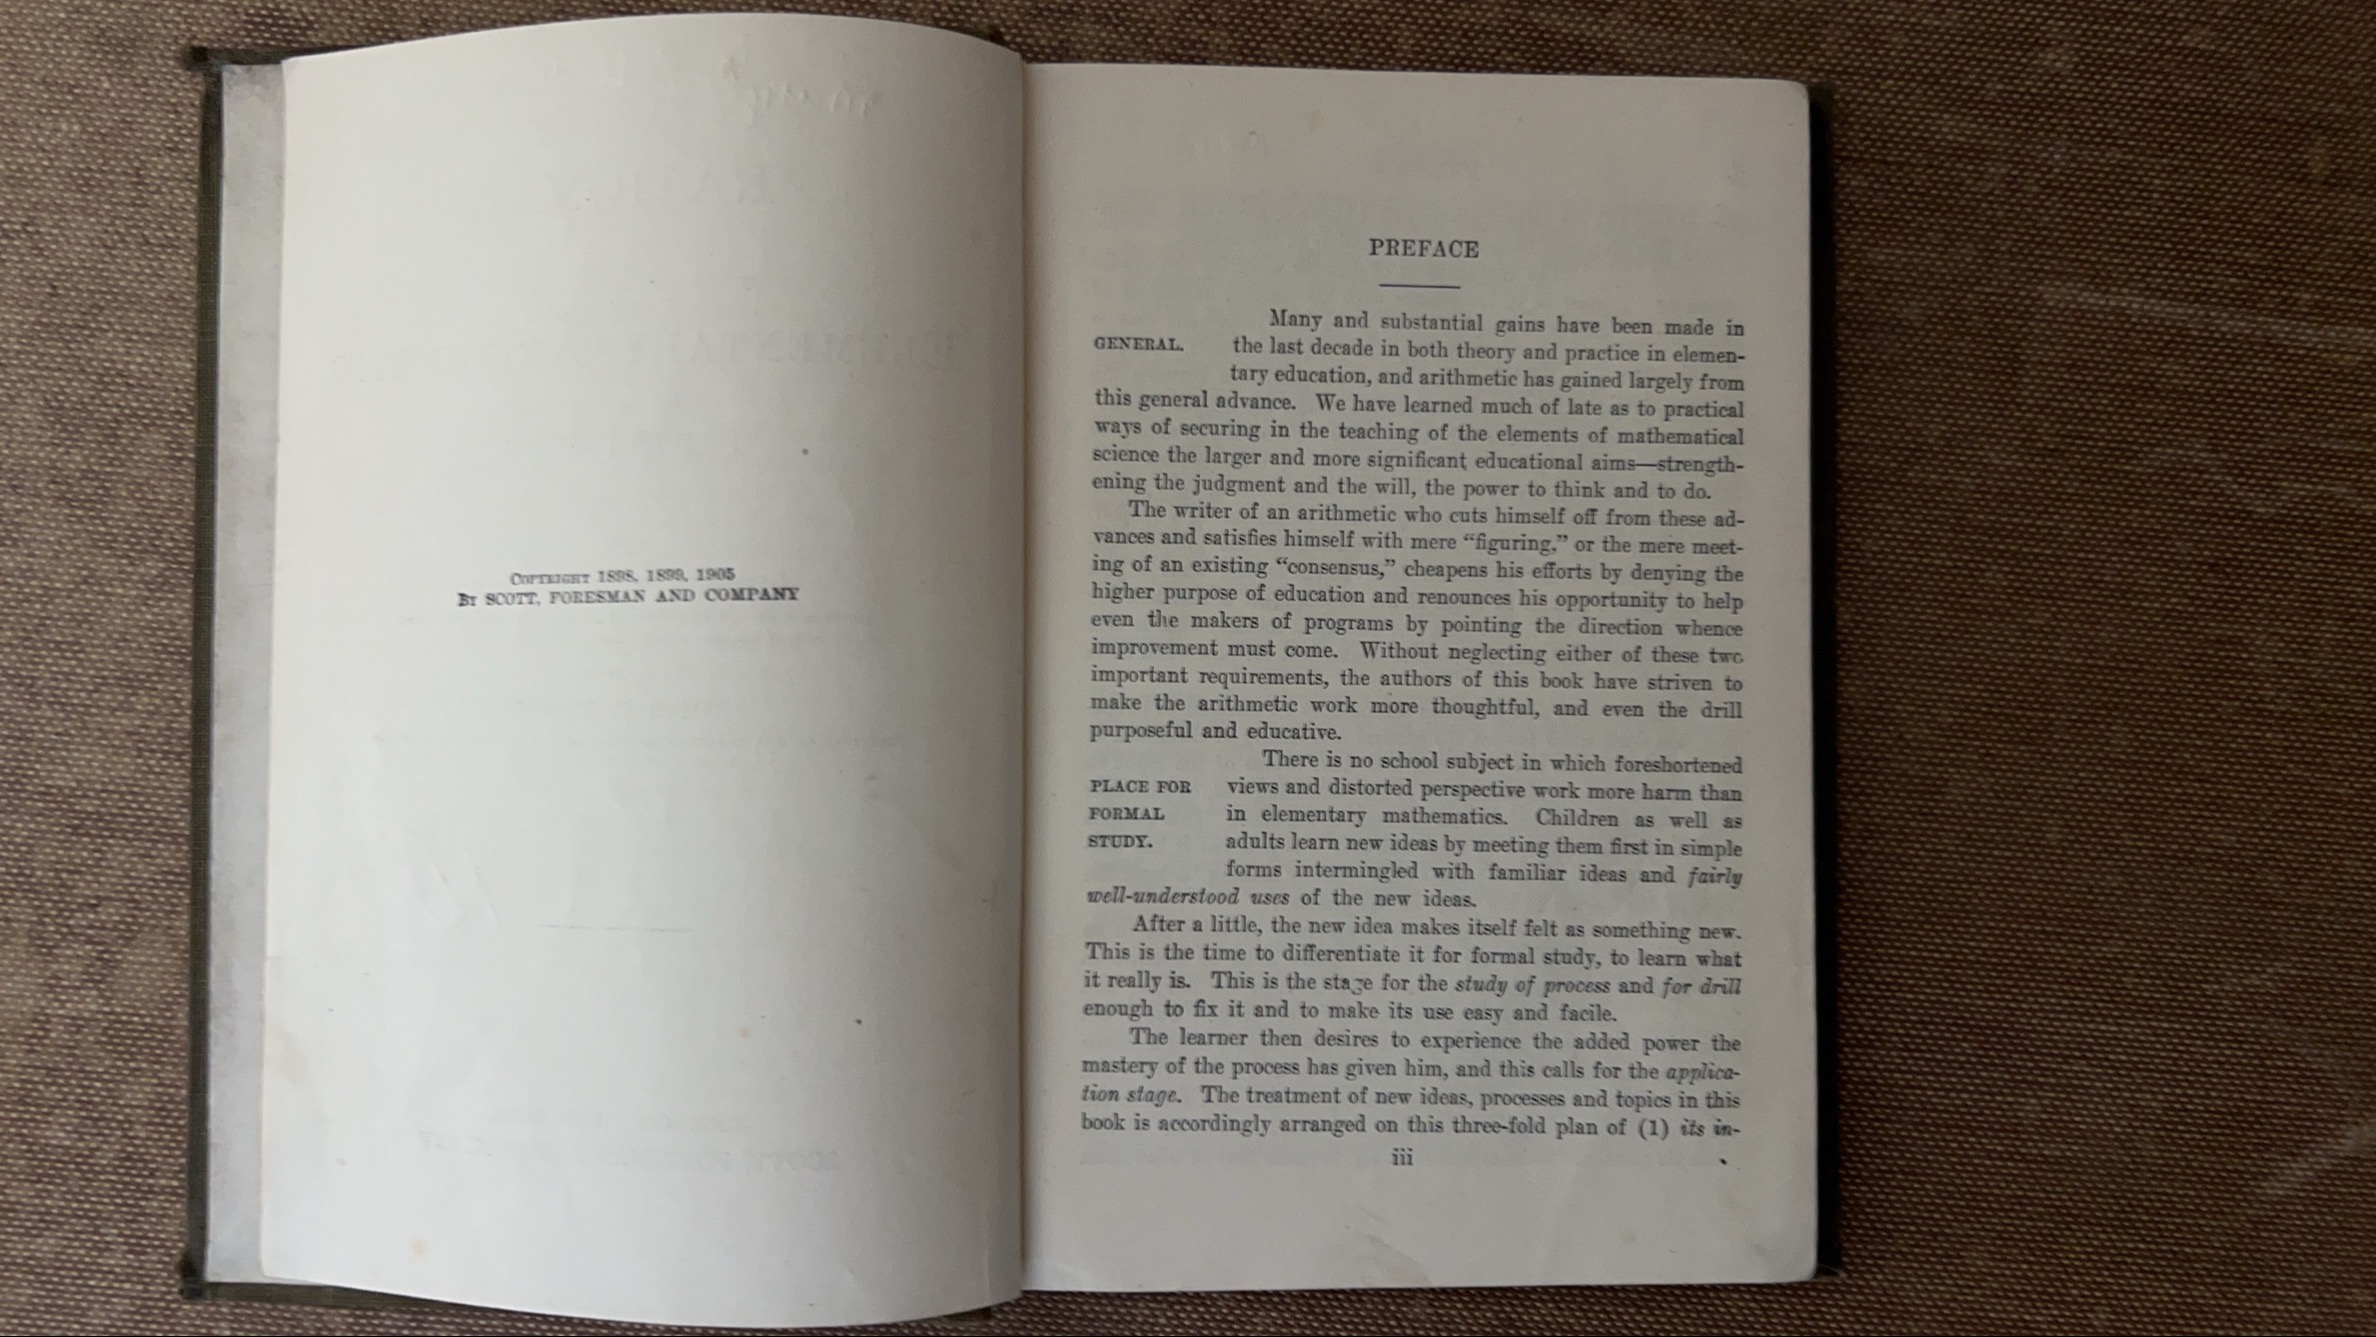 COPYRIGHT 1898, 1899, 1905
BY SCOTT, FORESMAN AND COMPANY
PREFACE
Many and substantial gains have been made in
GENERAL. the last decade in both theory and practice in elemen-
tary education, and arithmetic has gained largely from
this general advance. We have learned much of late as to practical
ways of securing in the teaching of the elements of mathematical
science the larger and more significant educational aims—strength-
ening the judgment and the will, the power to think and to do.
The writer of an arithmetic who cuts himself off from these ad-
vances and satisfies himself with mere “figuring,” or the mere meet-
ing of an existing “consensus,” cheapens his efforts by denying the
higher purpose of education and renounces his opportunity to help
even the makers of programs by pointing the direction whence
improvement must come. Without neglecting either of these two
important requirements, the authors of this book have striven to
make the arithmetic work more thoughtful, and even the drill
purposeful and educative.
There is no school subject in which foreshortened
PLACE FOR views and distorted perspective work more harm than
FORMAL in elementary mathematics. Children as well as
STUDY. adults learn new ideas by meeting them first in simple
forms intermingled with familiar ideas and fairly
well-understood uses of the new ideas.
After a little, the new idea makes itself felt as something new.
This is the time to differentiate it for formal study, to learn what
it really is. This is the stage for the study of process and for drill
enough to fix it and to make its use easy and facile.
The learner then desires to experience the added power the
mastery of the process has given him, and this calls for the applica-
tion stage. The treatment of new ideas, processes and topics in this
book is accordingly arranged on this three-fold plan of (1) its in-
iii